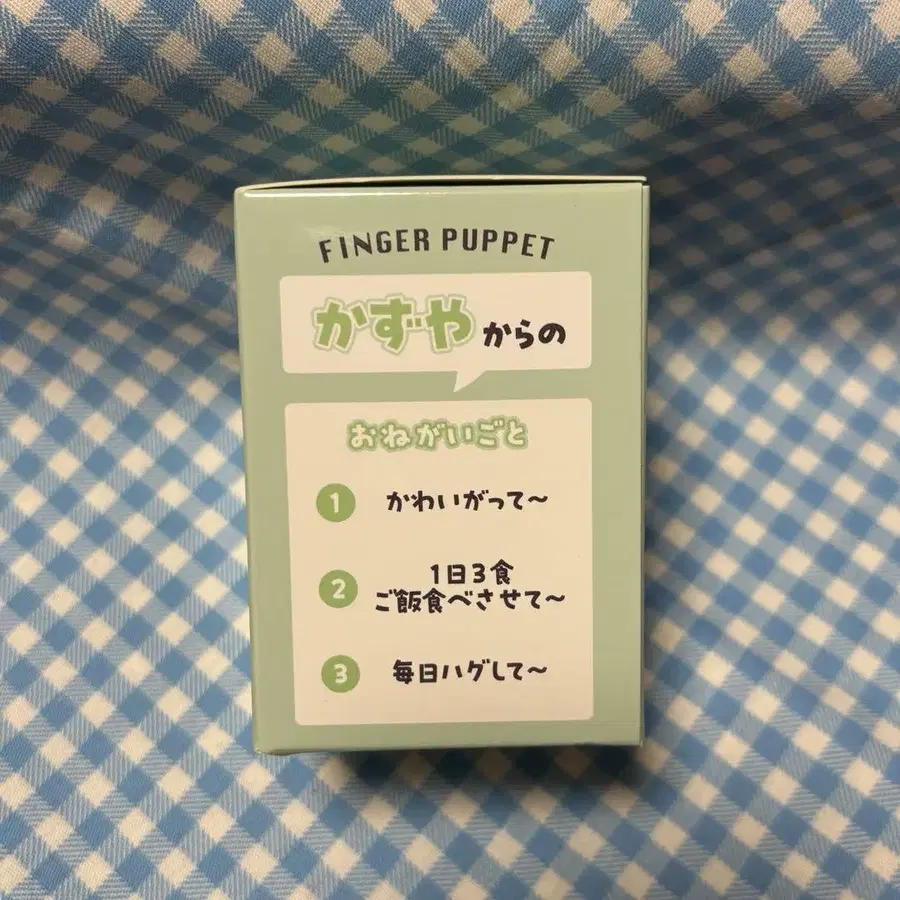 FINGER PUPPET
かずやからの
おねがいごと
1 かわいがって～
2 1日3食
ご飯食べさせて～
3 毎日ハグして～